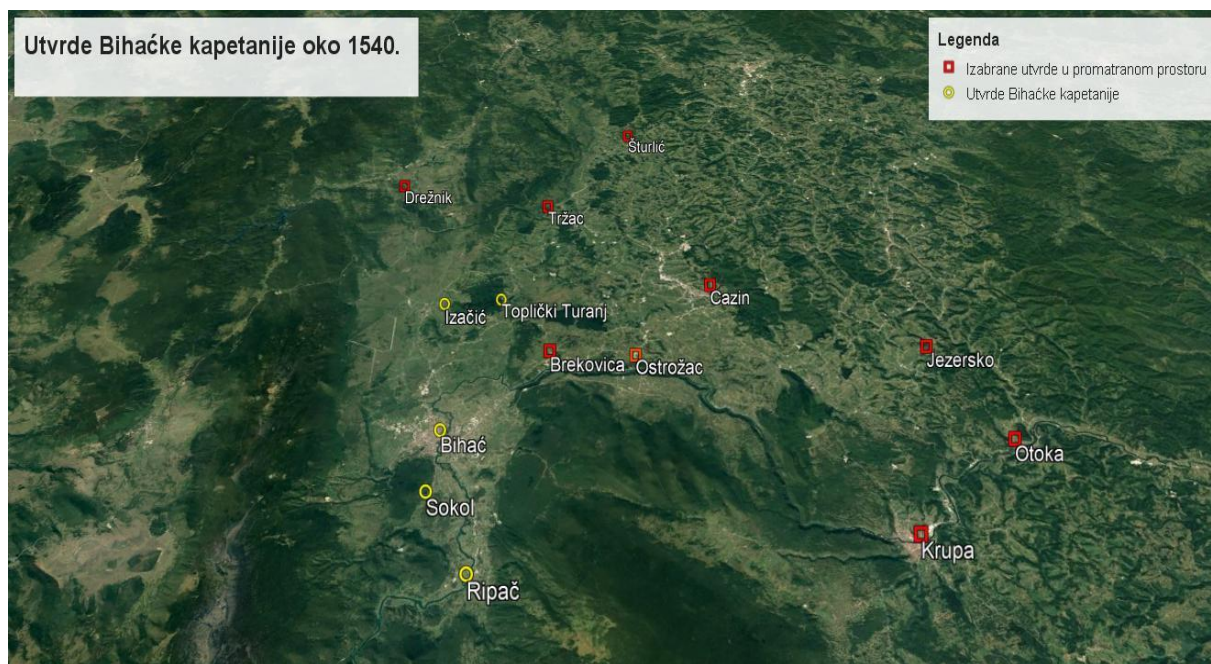 Utvrde Bihaćke kapetanije oko 1540.
Legenda
Izabrane utvrde u promatranom prostoru
Utvrde Bihaćke kapetanije
Šturlić
Drežnik
Tržac
Cazin
Izačić
Toplički Turanj
Brekovica
Ostrožac
Jezersko
Bihać
Otoka
Sokol
Krupa
Ripač